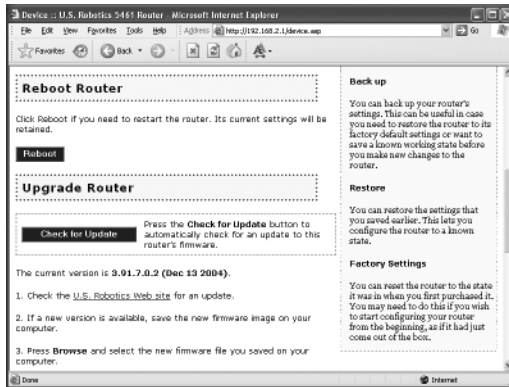 Device :: U.S. Robotics 5461 Router - Microsoft Internet Explorer
File Edit View Favorites Tools Help
Address http://192.168.2.1/device.asp
Go
Favorites
Back
Reboot Router
Click Reboot if you need to restart the router. Its current settings will be
retained.
Reboot
Upgrade Router
Check for Update
Press the Check for Update button to
automatically check for an update to this
router's firmware.
The current version is 3.91.7.0.2 (Dec 13 2004).
1. Check the U.S. Robotics Web site for an update.
2. If a new version is available, save the new firmware image on your
computer.
3. Press Browse and select the new firmware file you saved on your
computer.
Back up
You can back up your router's
settings. This can be useful in case
you need to restore the router to its
factory default settings or want to
save a known working state before
you make new changes to the
router.
Restore
You can restore the settings that
you saved earlier. This lets you
configure the router to a known
state.
Factory Settings
You can reset the router to the state
it was in when you first purchased it.
You may need to do this if you wish
to start configuring your router
from the beginning, as if it had just
come out of the box.
Done
Internet